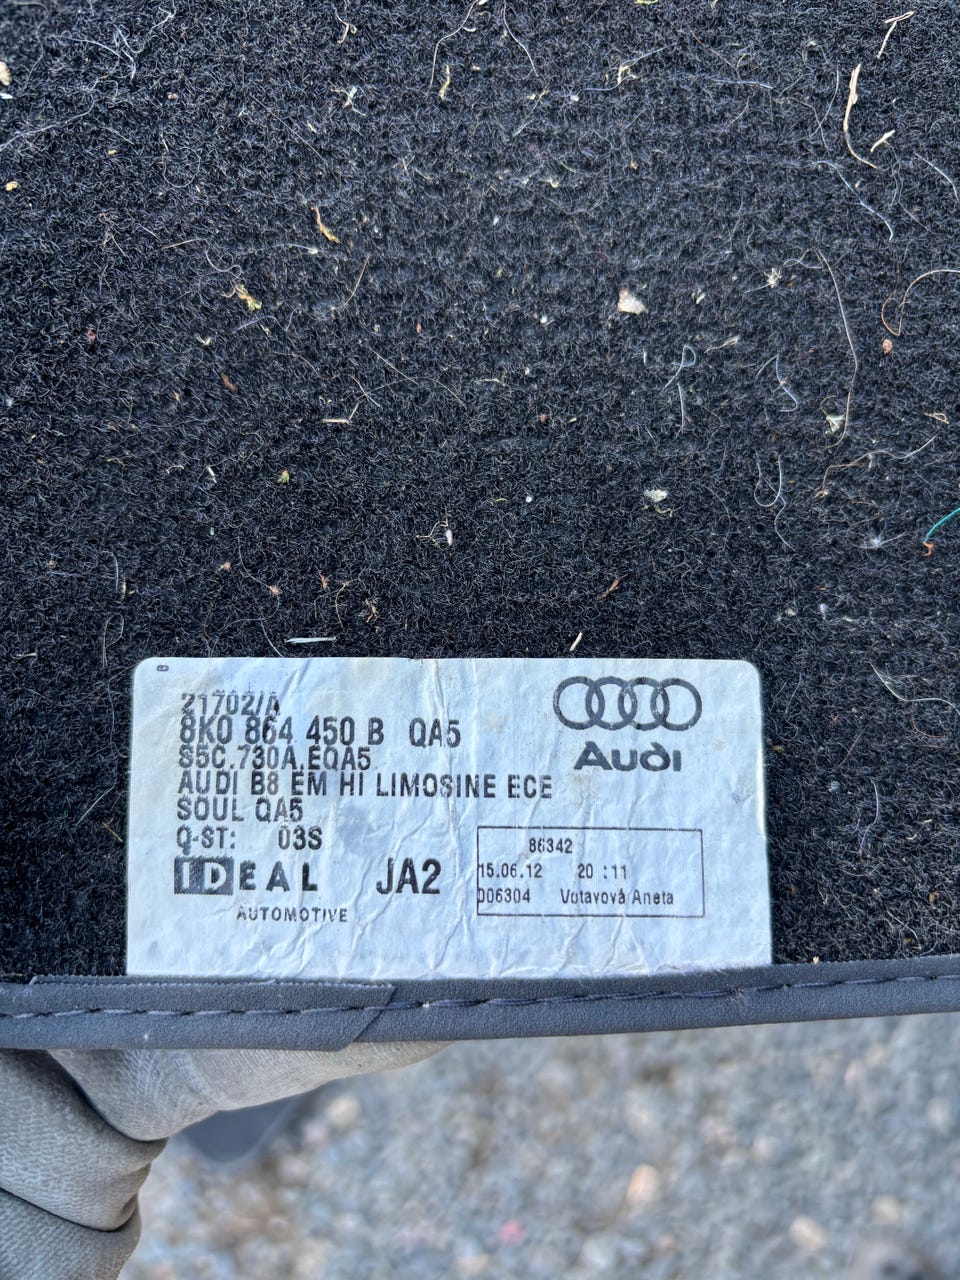 21702/A
8K0 864 450 B QA5
S5C.730A.EQA5
AUDI B8 EM HI LIMOSINE ECE
SOUL QA5
Q-ST: 03S
IDEAL
AUTOMOTIVE
JA2
Audi
86342
15.06.12 20:11
006304 Votavová Aneta